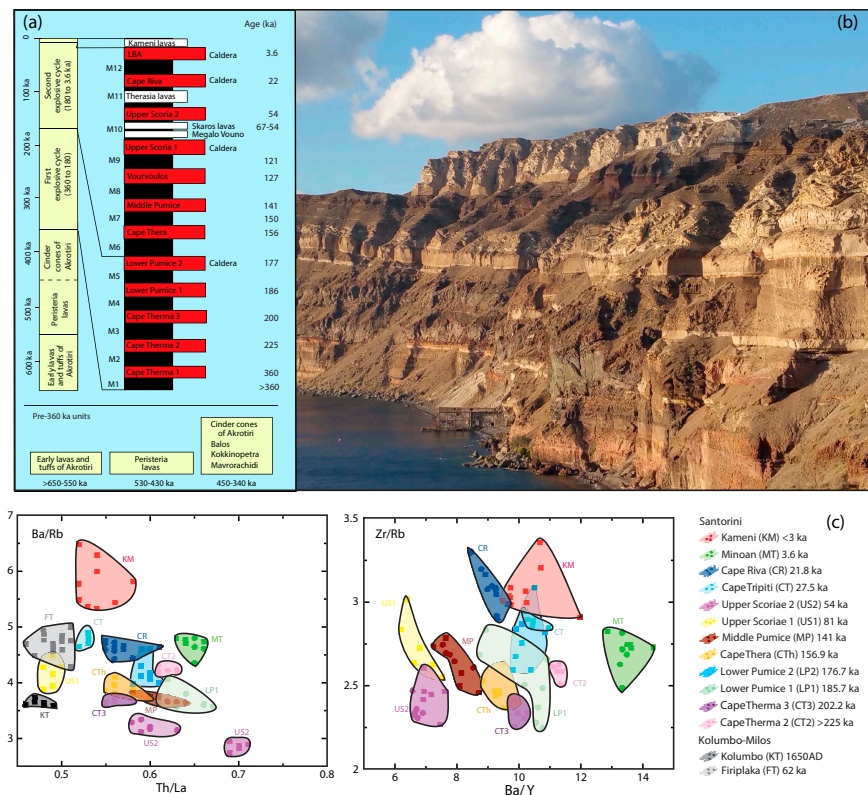 (a)
Age (ka)
0
100 ka
200 ka
300 ka
400 ka
500 ka
600 ka
Second
explosive cycle
(180 to 3.6 ka)
First
explosive cycle
(360 to 180)
Cinder
cones of
Akrotiri
Peristeria
lavas
Early lavas
and tuffs of
Akrotiri
Kameni lavas
LBA Caldera 3.6
M12
Cape Riva Caldera 22
M11 Therasia lavas
Upper Scoria 2 54
Skaros lavas 67-54
M10 Megalo Vouno
Upper Scoria 1 Caldera
M9 121
Vourvoulos 127
M8
Middle Pumice 141
M7 150
Cape Thera 156
M6
Lower Pumice 2 Caldera 177
M5
Lower Pumice 1 186
M4
Cape Therma 3 200
M3
Cape Therma 2 225
M2
Cape Therma 1 360
M1 >360
Pre-360 ka units
Early lavas and
tuffs of Akrotiri
>650-550 ka
Peristeria
lavas
530-430 ka
Cinder cones
of Akrotiri
Balos
Kokkinopetra
Mavrorachidi
450-340 ka
(b)
Ba/Rb
7
6
5
4
3
0.5 0.6 0.7 0.8
Th/La
KM
FT
CT
CR
MT
US1
CTh
CT2
KT
CT3
MP
LP1
US2
US2
Zr/Rb
3.5
3.0
2.5
2.0
6 8 10 12 14
Ba/Y
CR
KM
US1
MP
CT
MT
CT2
US2
CTh
CT3
LP1
(c)
Santorini
Kameni (KM) <3 ka
Minoan (MT) 3.6 ka
Cape Riva (CR) 21.8 ka
CapeTripiti (CT) 27.5 ka
Upper Scoriae 2 (US2) 54 ka
Upper Scoriae 1 (US1) 81 ka
Middle Pumice (MP) 141 ka
CapeThera (CTh) 156.9 ka
Lower Pumice 2 (LP2) 176.7 ka
Lower Pumice 1 (LP1) 185.7 ka
CapeTherma 3 (CT3) 202.2 ka
CapeTherma 2 (CT2) >225 ka
Kolumbo-Milos
Kolumbo (KT) 1650AD
Firiplaka (FT) 62 ka